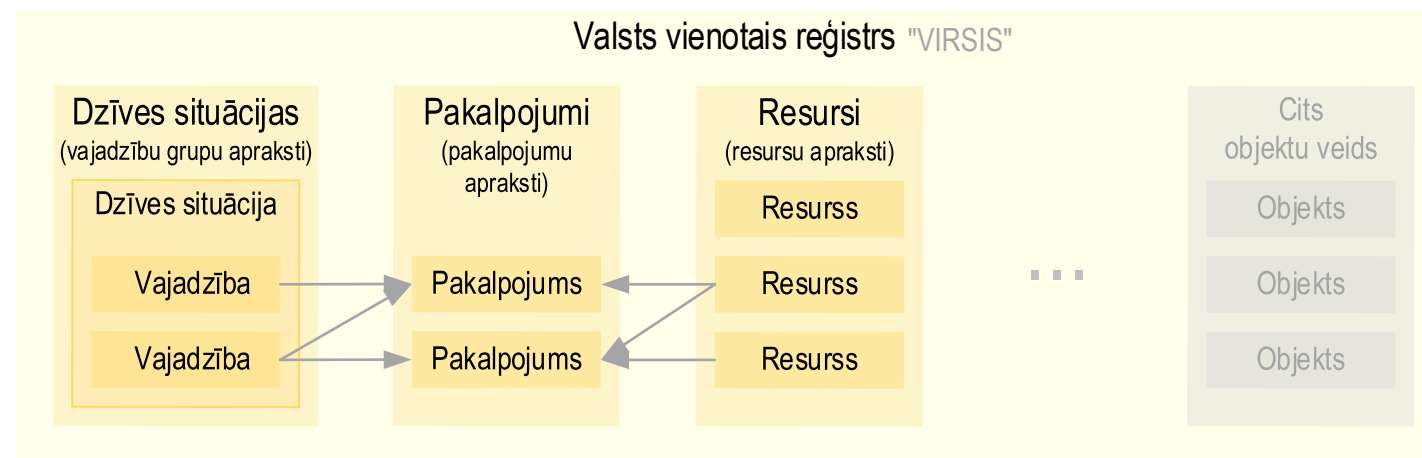 Valsts vienotais reģistrs "VIRSIS"
Dzīves situācijas
(vajadzību grupu apraksti)
Dzīves situācija
Vajadzība
Vajadzība
Pakalpojumi
(pakalpojumu
apraksti)
Pakalpojums
Pakalpojums
Resursi
(resursu apraksti)
Resurss
Resurss
Resurss
...
Cits
objektu veids
Objekts
Objekts
Objekts